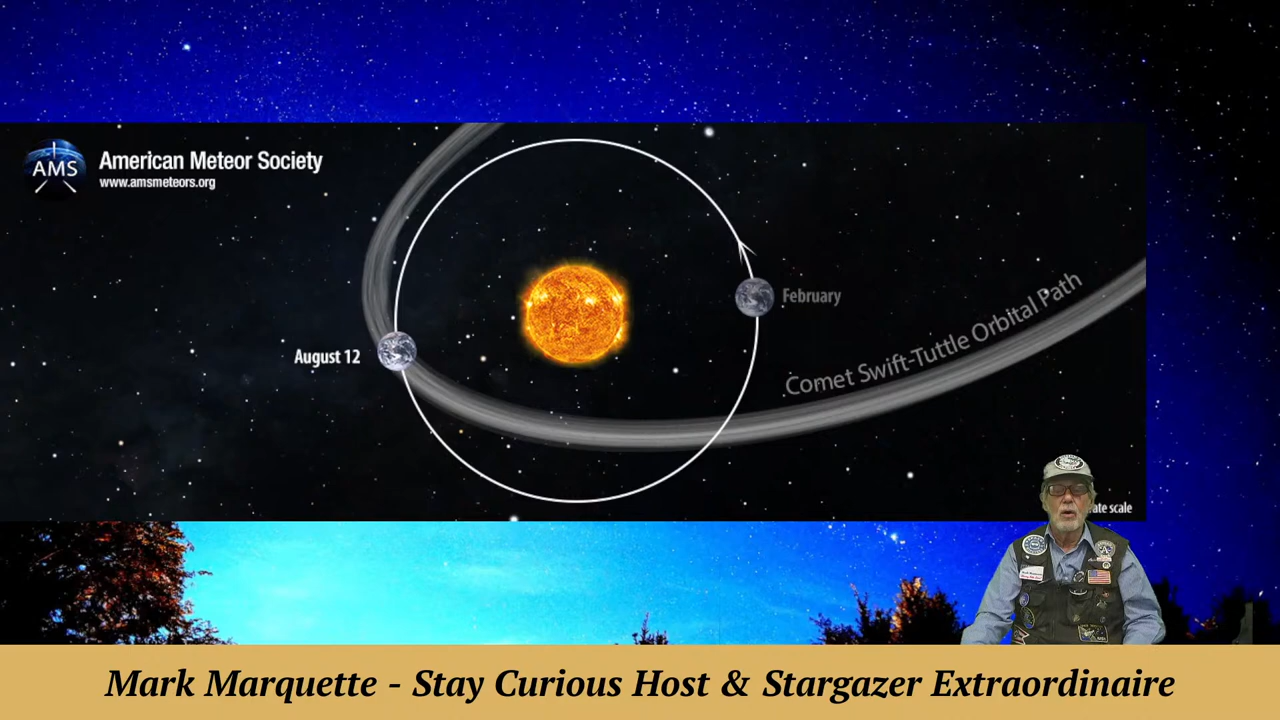 AMS
American Meteor Society
www.amsmeteors.org
February
August 12
Comet Swift-Tuttle Orbital Path
ate scale
Mark Marquette - Stay Curious Host & Stargazer Extraordinaire